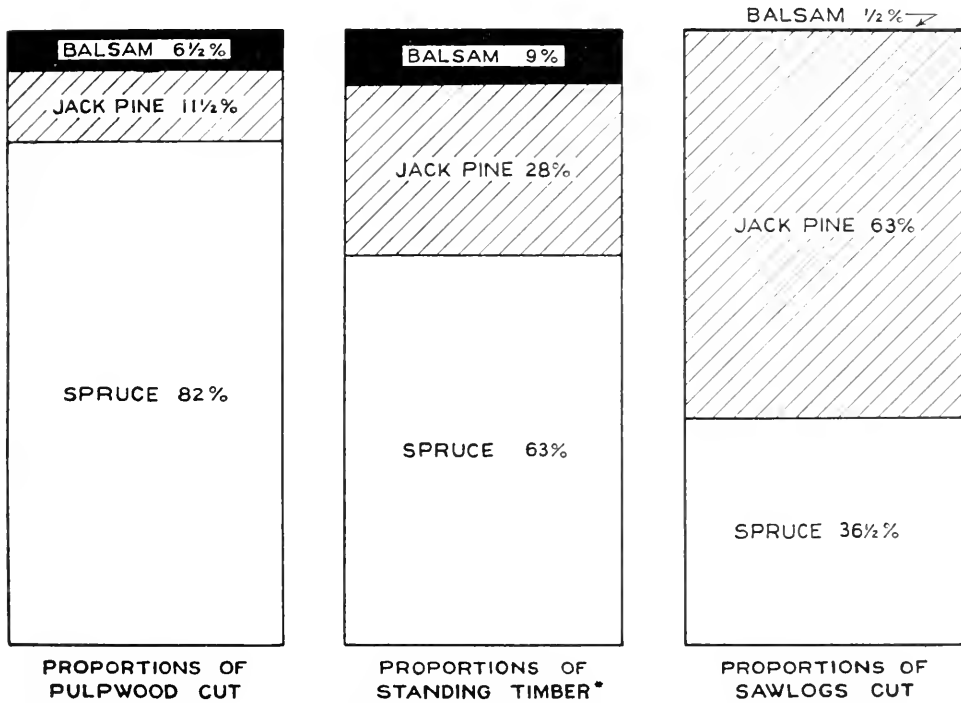 BALSAM 6½%
JACK PINE 11½%
SPRUCE 82%
PROPORTIONS OF
PULPWOOD CUT
BALSAM 9%
JACK PINE 28%
SPRUCE 63%
PROPORTIONS OF
STANDING TIMBER*
BALSAM ½%
JACK PINE 63%
SPRUCE 36½%
PROPORTIONS OF
SAWLOGS CUT